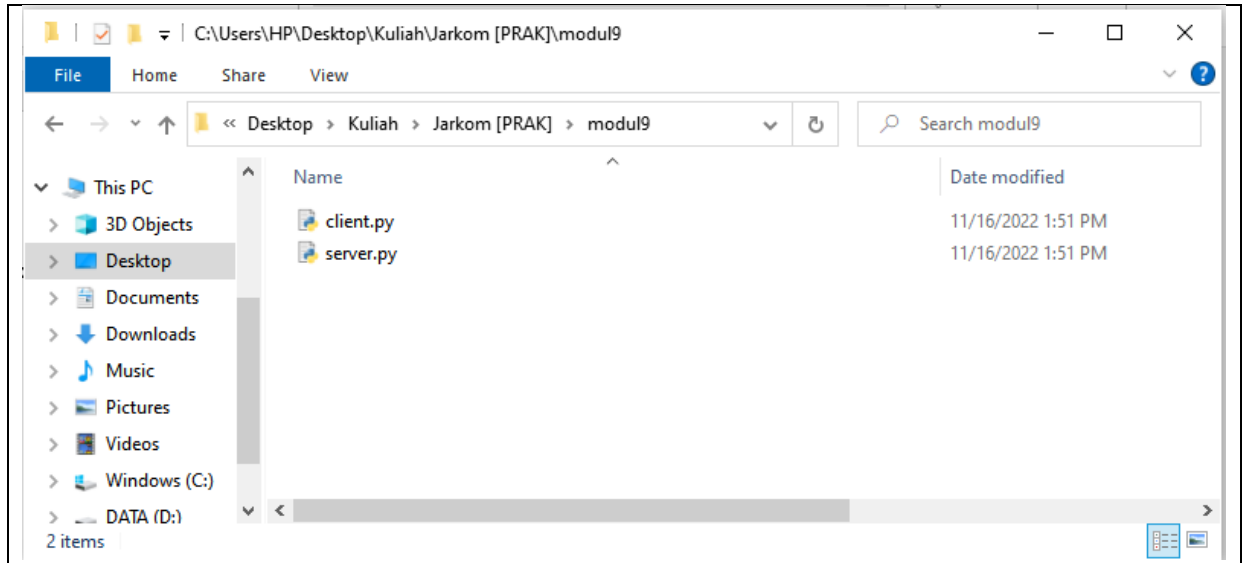 C:\Users\HP\Desktop\Kuliah\Jarkom [PRAK]\modul9
File Home Share View
« Desktop > Kuliah > Jarkom [PRAK] > modul9
Search modul9
Name Date modified
This PC
3D Objects
Desktop
Documents
Downloads
Music
Pictures
Videos
Windows (C:)
DATA (D:)
client.py 11/16/2022 1:51 PM
server.py 11/16/2022 1:51 PM
2 items